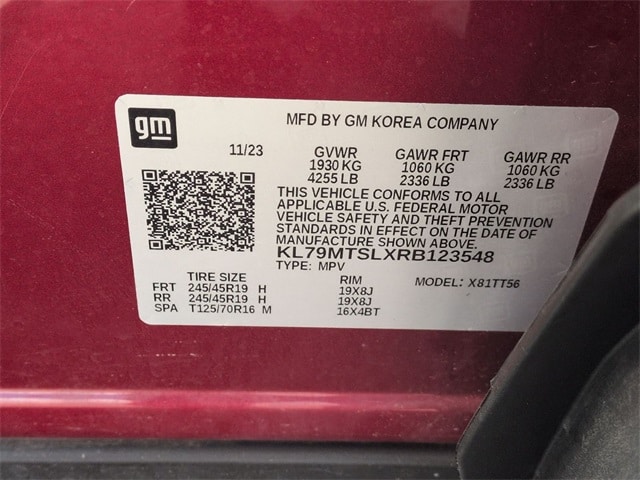 gm
MFD BY GM KOREA COMPANY
11/23
GVWR GAWR FRT GAWR RR
1930 KG 1060 KG 1060 KG
4255 LB 2336 LB 2336 LB
THIS VEHICLE CONFORMS TO ALL
APPLICABLE U.S. FEDERAL MOTOR
VEHICLE SAFETY AND THEFT PREVENTION
STANDARDS IN EFFECT ON THE DATE OF
MANUFACTURE SHOWN ABOVE.
KL79MTSLXRB123548
TYPE: MPV MODEL: X81TT56
TIRE SIZE RIM
FRT 245/45R19 H 19X8J
RR 245/45R19 H 19X8J
SPA T125/70R16 M 16X4BT